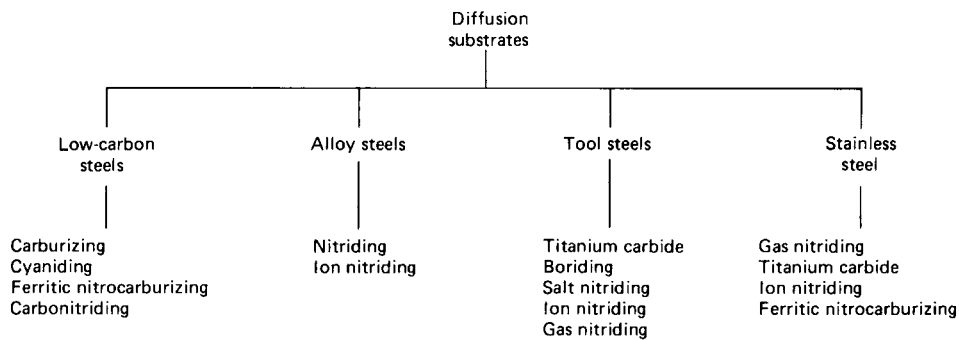 Diffusion
substrates
Low-carbon
steels
Alloy steels
Tool steels
Stainless
steel
Carburizing
Cyaniding
Ferritic nitrocarburizing
Carbonitriding
Nitriding
Ion nitriding
Titanium carbide
Boriding
Salt nitriding
Ion nitriding
Gas nitriding
Gas nitriding
Titanium carbide
Ion nitriding
Ferritic nitrocarburizing